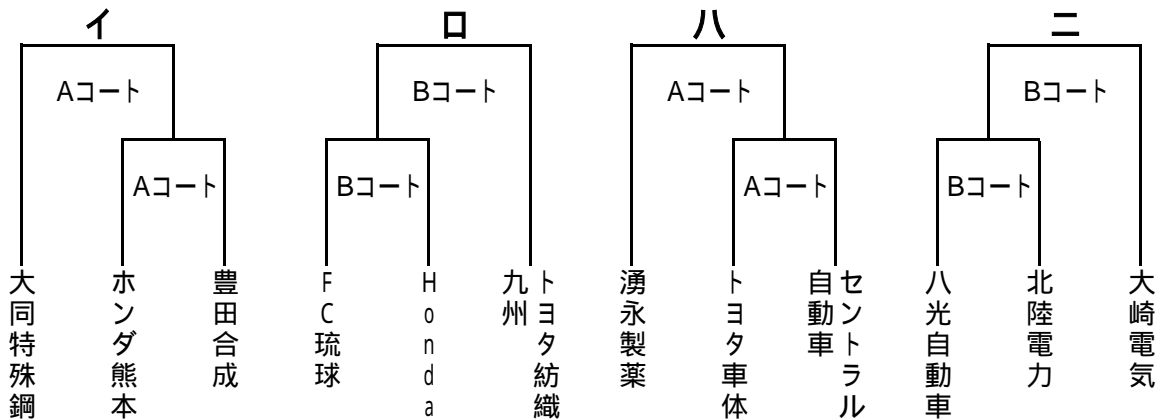 イ
ロ
ハ
ニ
Aコート
Bコート
Aコート
Bコート
Aコート
Bコート
Aコート
Bコート
大同特殊鋼
ホンダ熊本
豊田合成
FC琉球
Honda
トヨタ紡織
九州
湧永製薬
トヨタ車体
セントラル
自動車
八光自動車
北陸電力
大崎電気